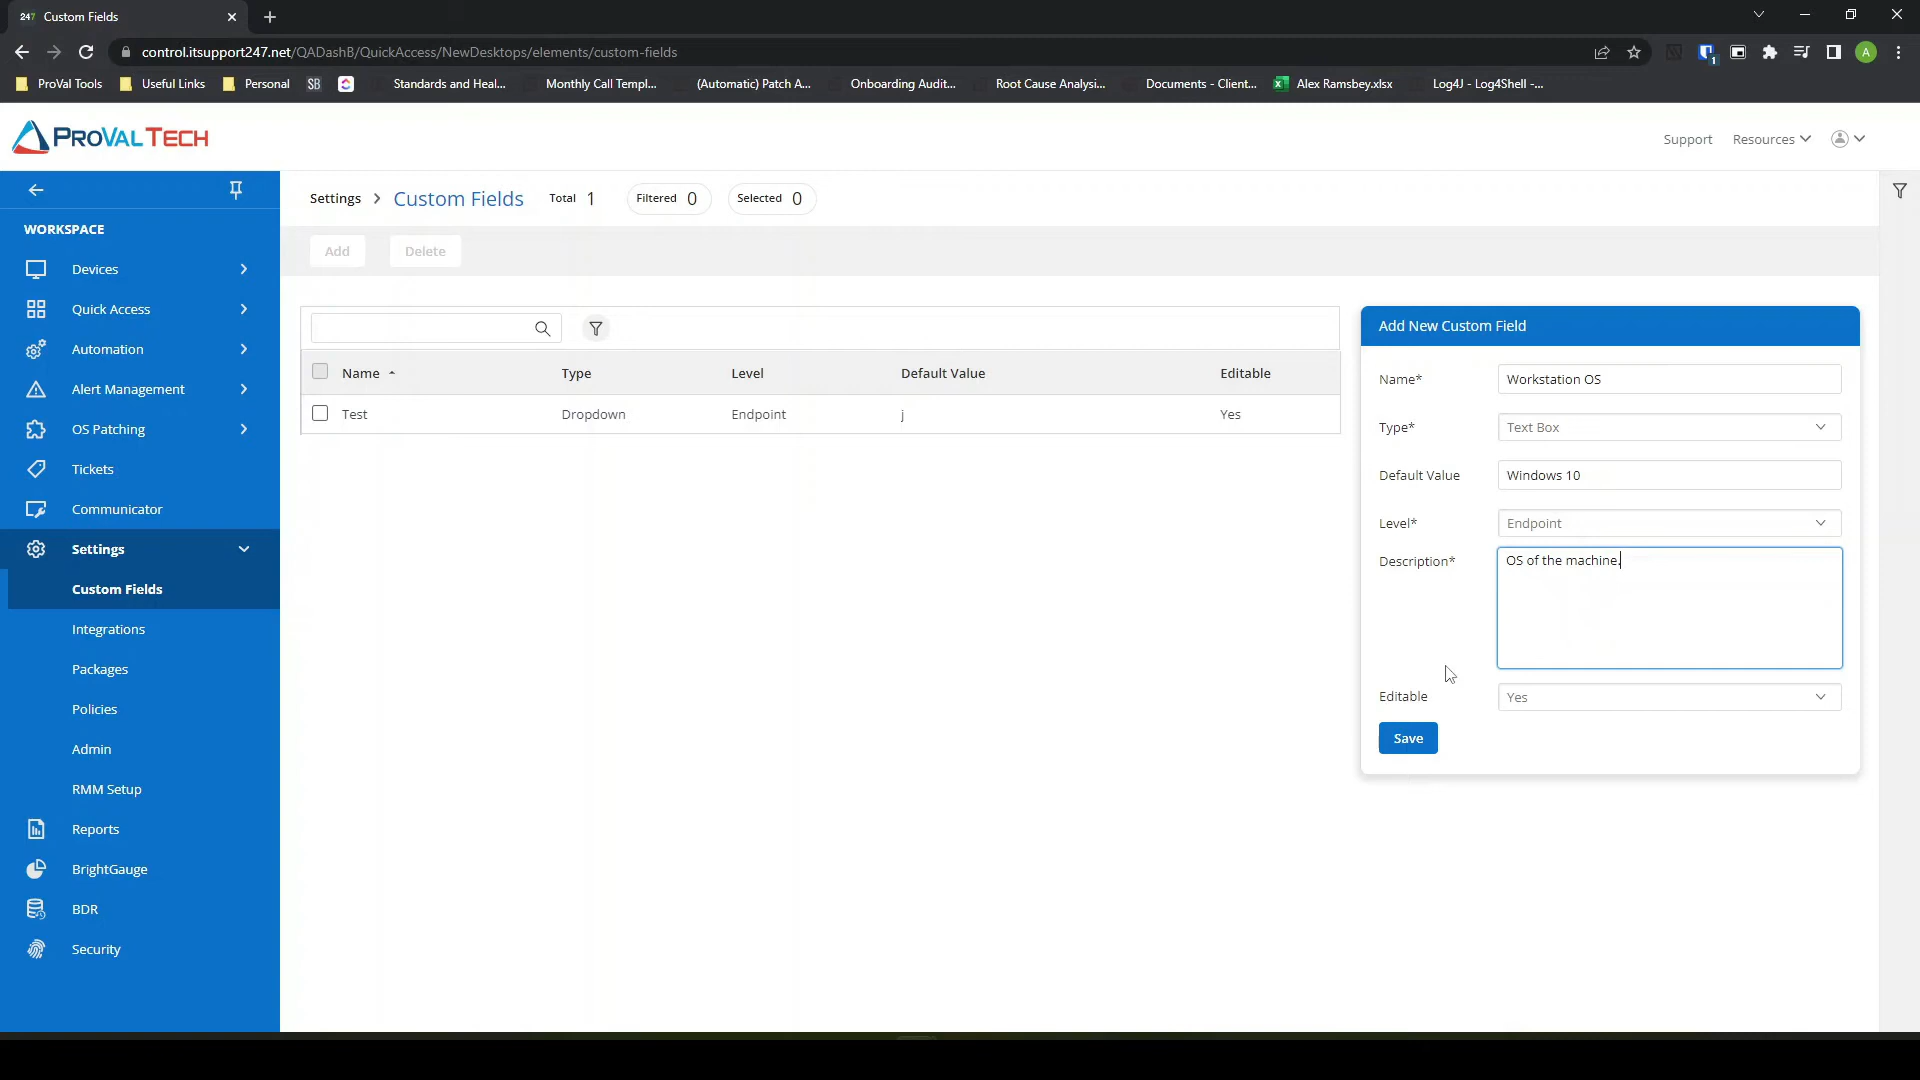 247 Custom Fields
control.itsupport247.net/QADashB/QuickAccess/NewDesktops/elements/custom-fields
1 A
ProVal Tools Useful Links Personal SB Standards and Heal... Monthly Call Templ... (Automatic) Patch A... Onboarding Audit... Root Cause Analysi... Documents - Client... Alex Ramsbey.xlsx Log4J - Log4Shell -...
PROVAL TECH
Support Resources
Settings > Custom Fields Total 1 Filtered 0 Selected 0
WORKSPACE
Add Delete
Devices
Quick Access
Automation
Alert Management
OS Patching
Tickets
Communicator
Settings
Custom Fields
Integrations
Packages
Policies
Admin
RMM Setup
Reports
BrightGauge
BDR
Security
Name Type Level Default Value Editable
Test Dropdown Endpoint j Yes
Add New Custom Field
Name* Workstation OS
Type* Text Box
Default Value Windows 10
Level* Endpoint
Description* OS of the machine.
Editable Yes
Save